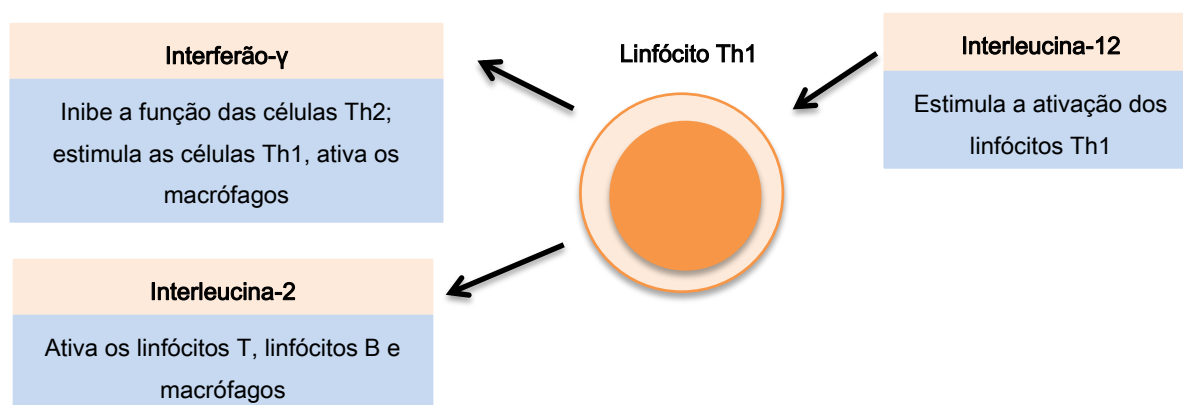 Interferão-γ
Inibe a função das células Th2;
estimula as células Th1, ativa os
macrófagos
Linfócito Th1
Interleucina-12
Estimula a ativação dos
linfócitos Th1
Interleucina-2
Ativa os linfócitos T, linfócitos B e
macrófagos